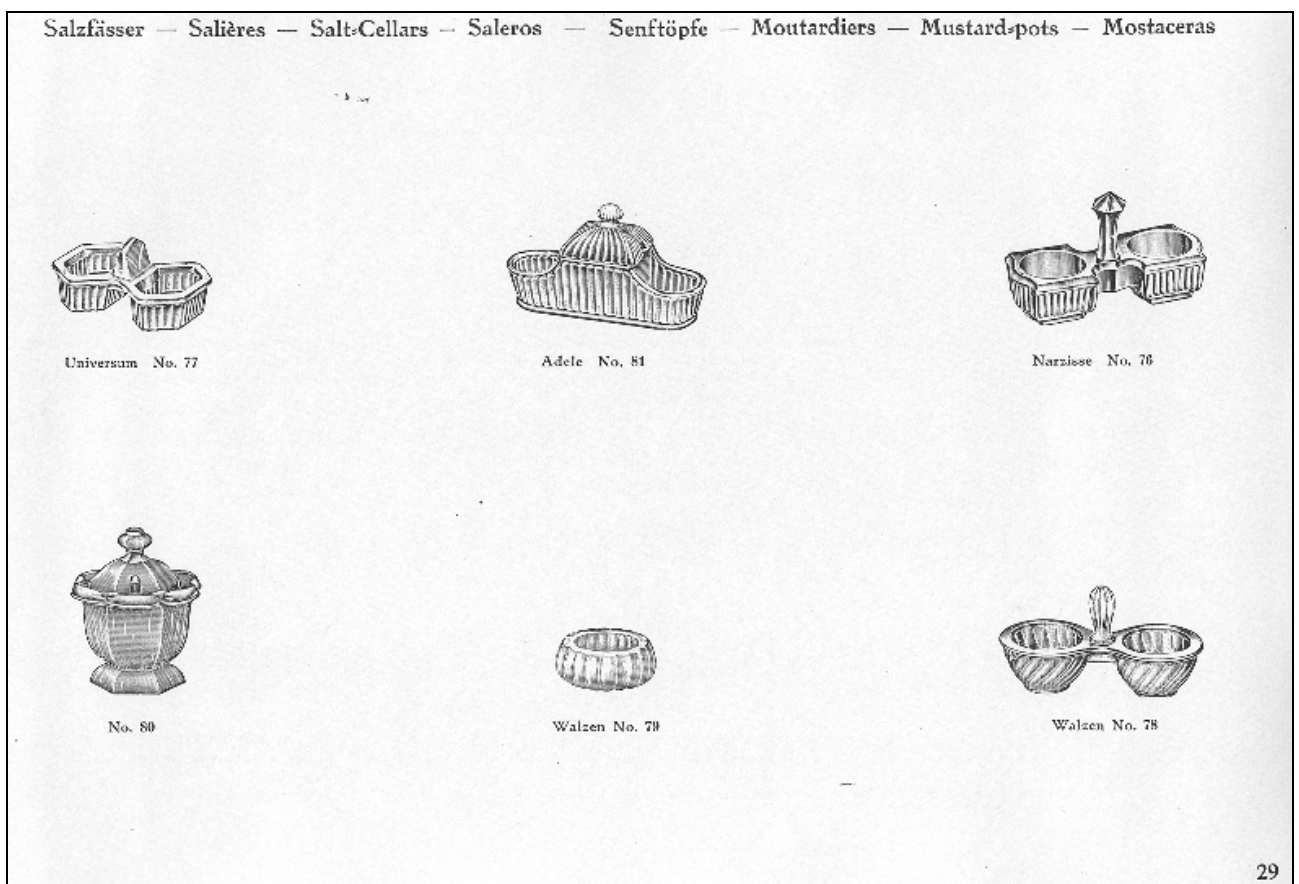 Salzfässer — Salières — Salt-Cellars — Saleros — Senftöpfe — Moutardiers — Mustard-pots — Mostaceras
Universum No. 77
Adele No. 81
Narzisse No. 76
No. 80
Walzen No. 79
Walzen No. 78
29